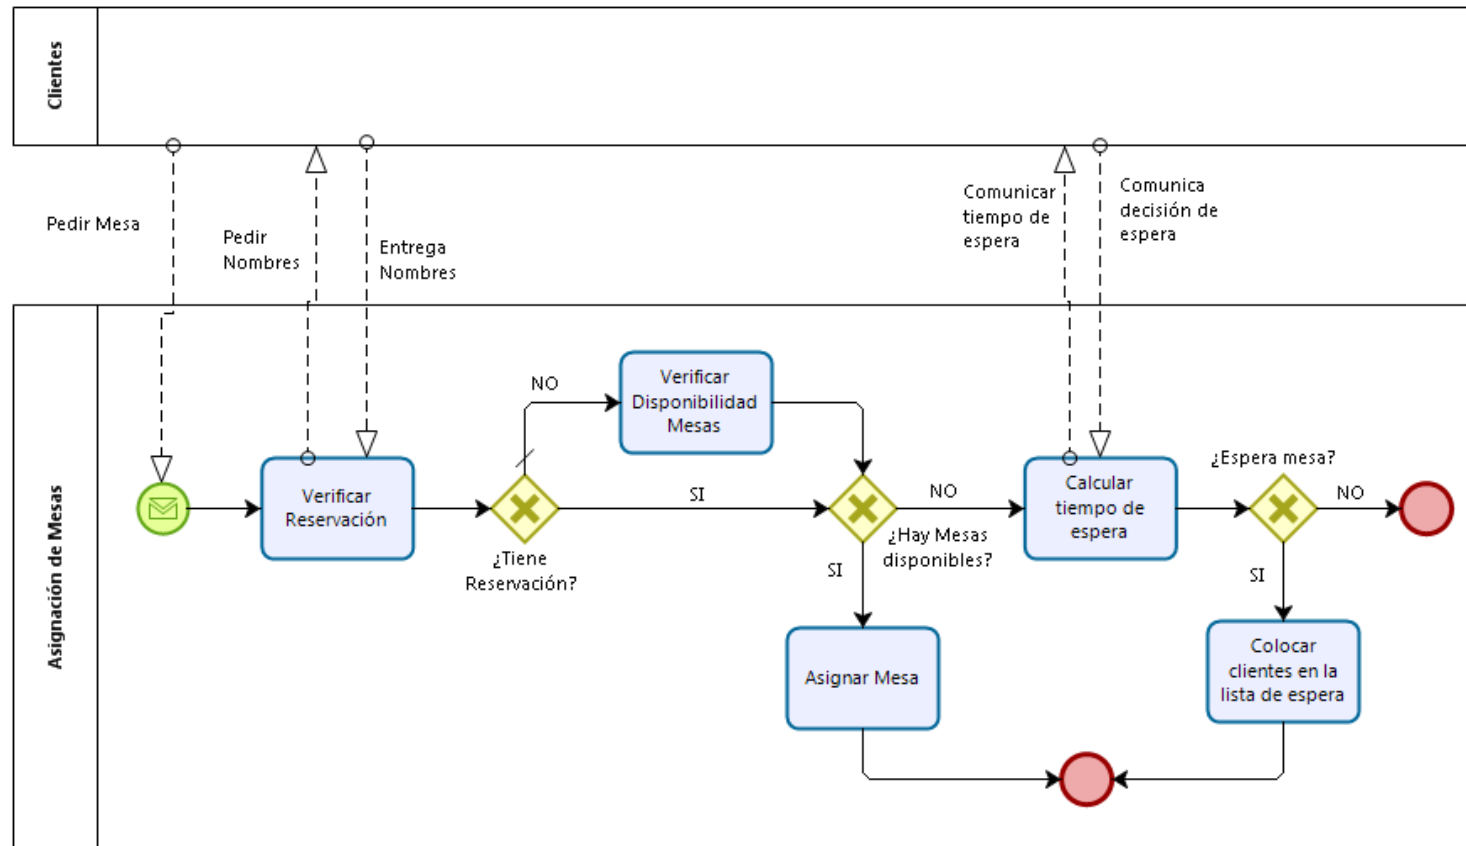 Clientes
Pedir Mesa
Pedir
Nombres
Entrega
Nombres
Comunicar
tiempo de
espera
Comunica
decisión de
espera
Asignación de Mesas
Verificar
Reservación
¿Tiene
Reservación?
NO
Verificar
Disponibilidad
Mesas
SI
¿Hay Mesas
disponibles?
NO
SI
Asignar Mesa
Calcular
tiempo de
espera
¿Espera mesa?
NO
SI
Colocar
clientes en la
lista de espera